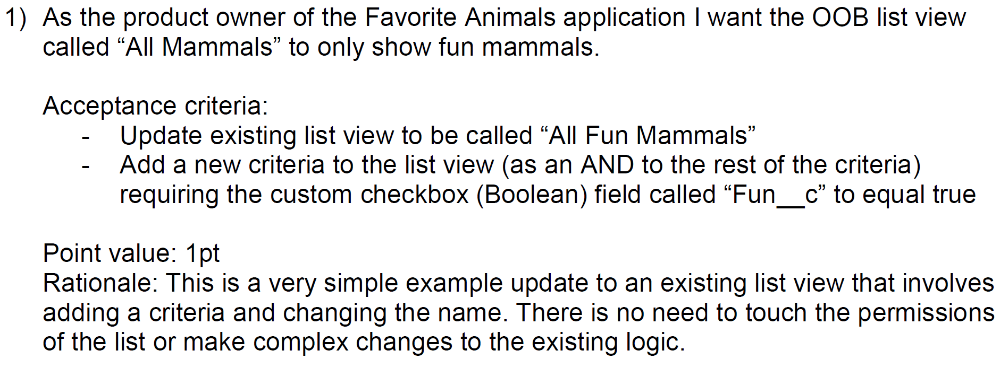 1) As the product owner of the Favorite Animals application I want the OOB list view
called “All Mammals” to only show fun mammals.
Acceptance criteria:
- Update existing list view to be called “All Fun Mammals”
- Add a new criteria to the list view (as an AND to the rest of the criteria)
requiring the custom checkbox (Boolean) field called “Fun__c” to equal true
Point value: 1pt
Rationale: This is a very simple example update to an existing list view that involves
adding a criteria and changing the name. There is no need to touch the permissions
of the list or make complex changes to the existing logic.